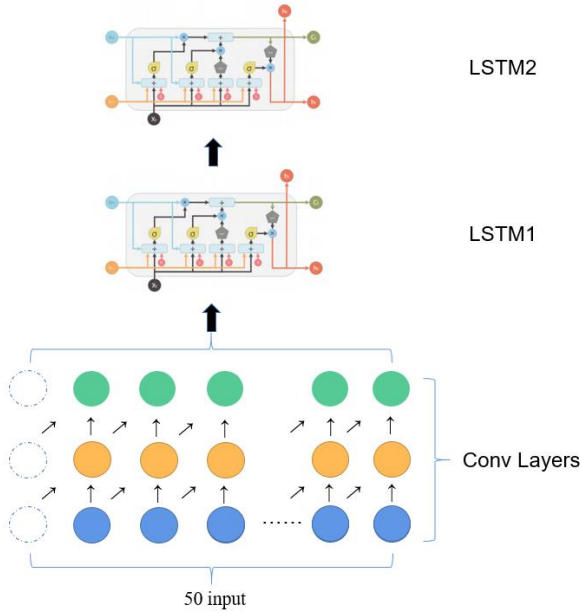 LSTM2
σ
σ
σ
X
LSTM1
σ
σ
σ
X
Conv Layers
......
50 input